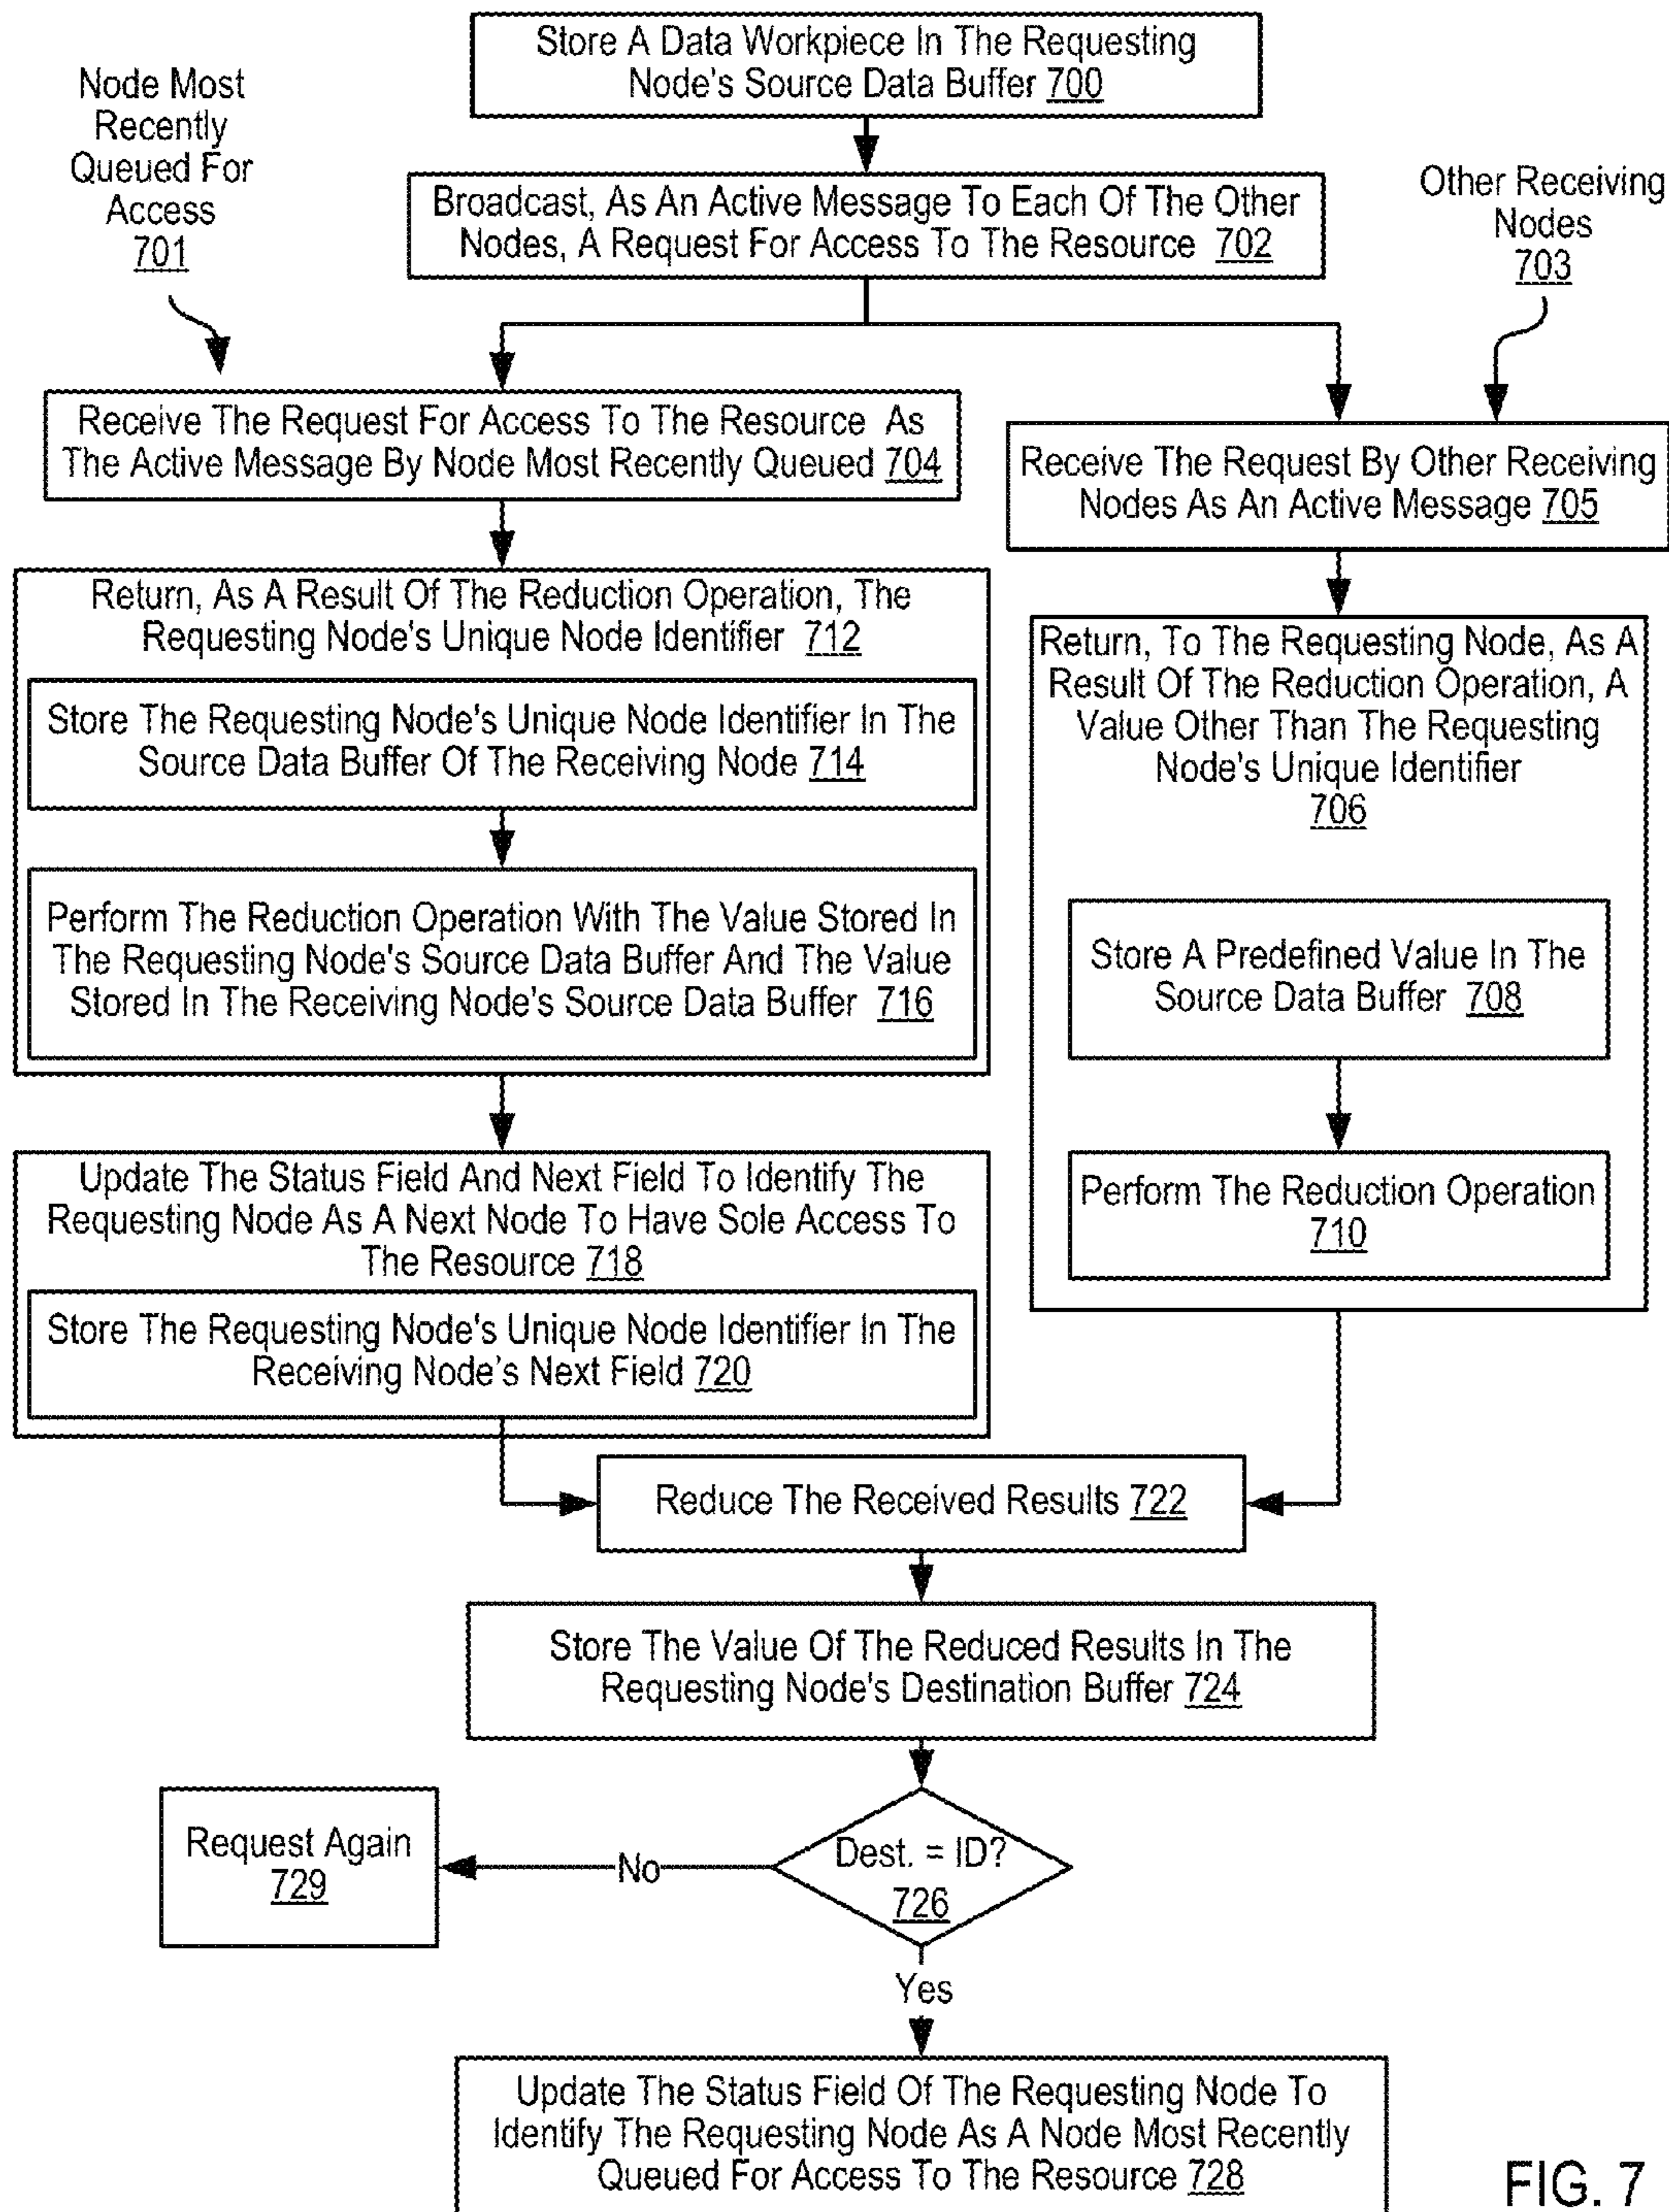 Store A Data Workpiece In The Requesting
Node's Source Data Buffer 700
Node Most
Recently
Queued For
Access
701
Broadcast, As An Active Message To Each Of The Other
Nodes, A Request For Access To The Resource 702
Other Receiving
Nodes
703
Receive The Request For Access To The Resource As
The Active Message By Node Most Recently Queued 704
Receive The Request By Other Receiving
Nodes As An Active Message 705
Return, As A Result Of The Reduction Operation, The
Requesting Node's Unique Node Identifier 712
Store The Requesting Node's Unique Node Identifier In The
Source Data Buffer Of The Receiving Node 714
Perform The Reduction Operation With The Value Stored In
The Requesting Node's Source Data Buffer And The Value
Stored In The Receiving Node's Source Data Buffer 716
Return, To The Requesting Node, As A
Result Of The Reduction Operation, A
Value Other Than The Requesting
Node's Unique Identifier
706
Store A Predefined Value In The
Source Data Buffer 708
Perform The Reduction Operation
710
Update The Status Field And Next Field To Identify The
Requesting Node As A Next Node To Have Sole Access To
The Resource 718
Store The Requesting Node's Unique Node Identifier In The
Receiving Node's Next Field 720
Reduce The Received Results 722
Store The Value Of The Reduced Results In The
Requesting Node's Destination Buffer 724
Dest. = ID?
726
No
Request Again
729
Yes
Update The Status Field Of The Requesting Node To
Identify The Requesting Node As A Node Most Recently
Queued For Access To The Resource 728
FIG. 7